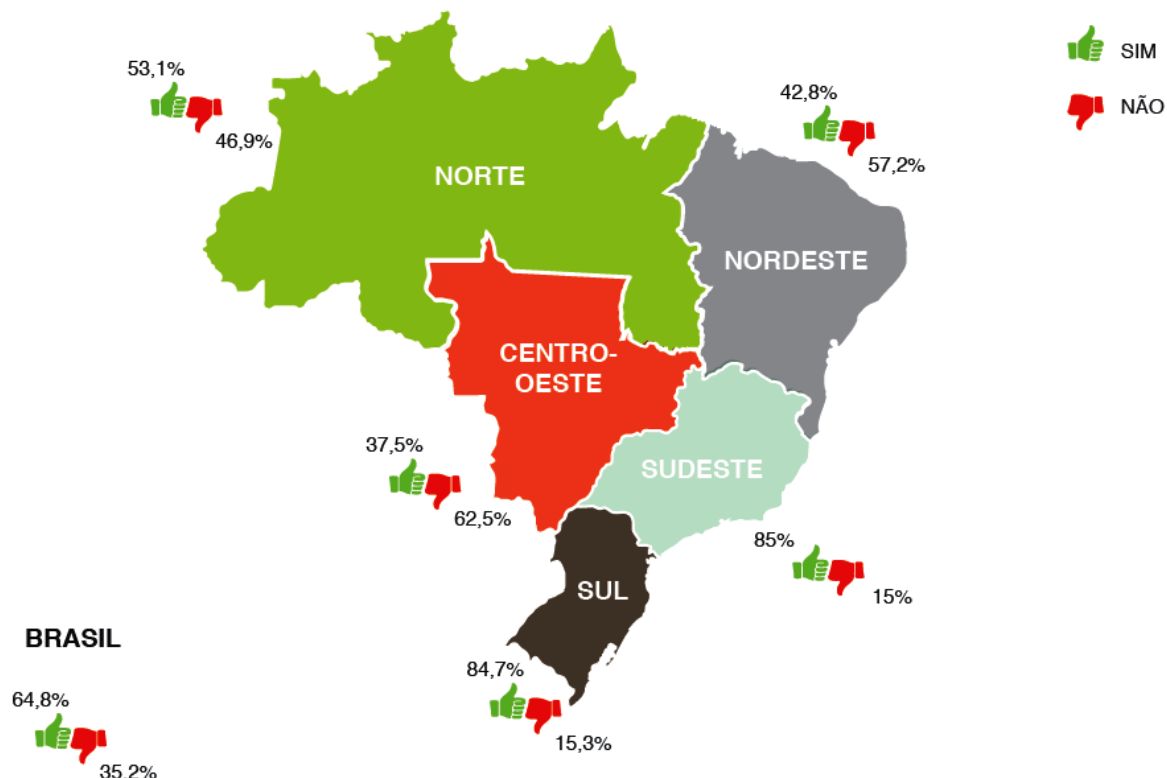 SIM
NÃO
53,1%
46,9%
42,8%
57,2%
NORTE
NORDESTE
CENTRO-
OESTE
37,5%
62,5%
SUDESTE
85%
15%
SUL
84,7%
15,3%
BRASIL
64,8%
35,2%